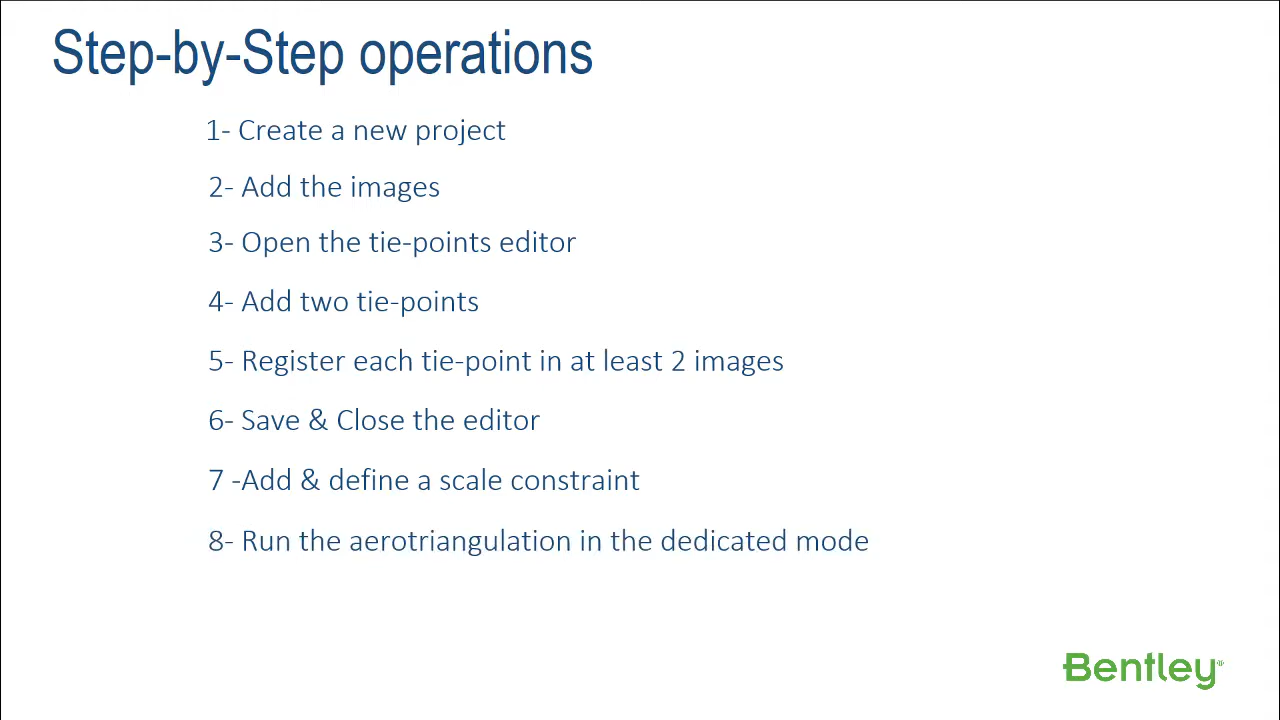 Step-by-Step operations
1- Create a new project
2- Add the images
3- Open the tie-points editor
4- Add two tie-points
5- Register each tie-point in at least 2 images
6- Save & Close the editor
7 -Add & define a scale constraint
8- Run the aerotriangulation in the dedicated mode
Bentley®